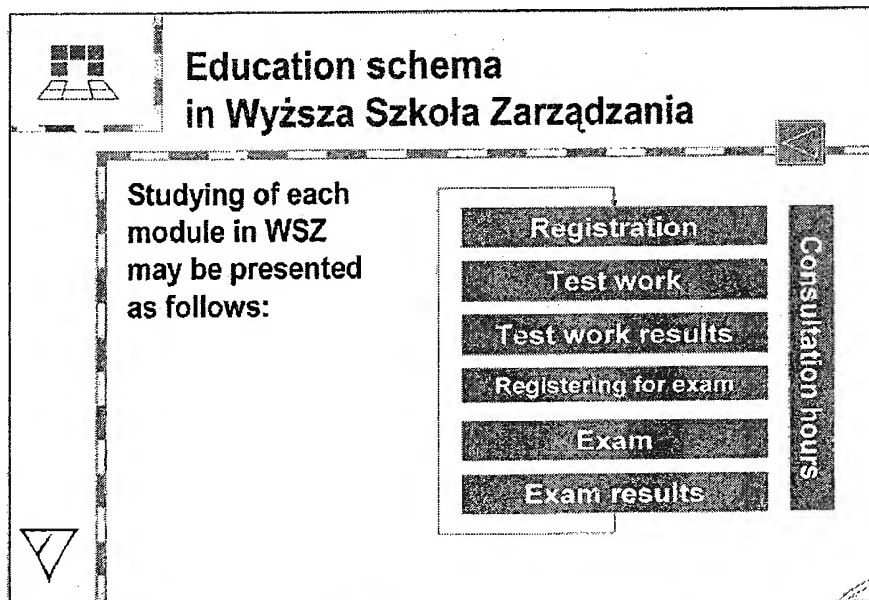 Education schema
in Wyższa Szkoła Zarządzania
Studying of each
module in WSZ
may be presented
as follows:
Registration
Test work
Test work results
Registering for exam
Exam
Exam results
Consultation hours